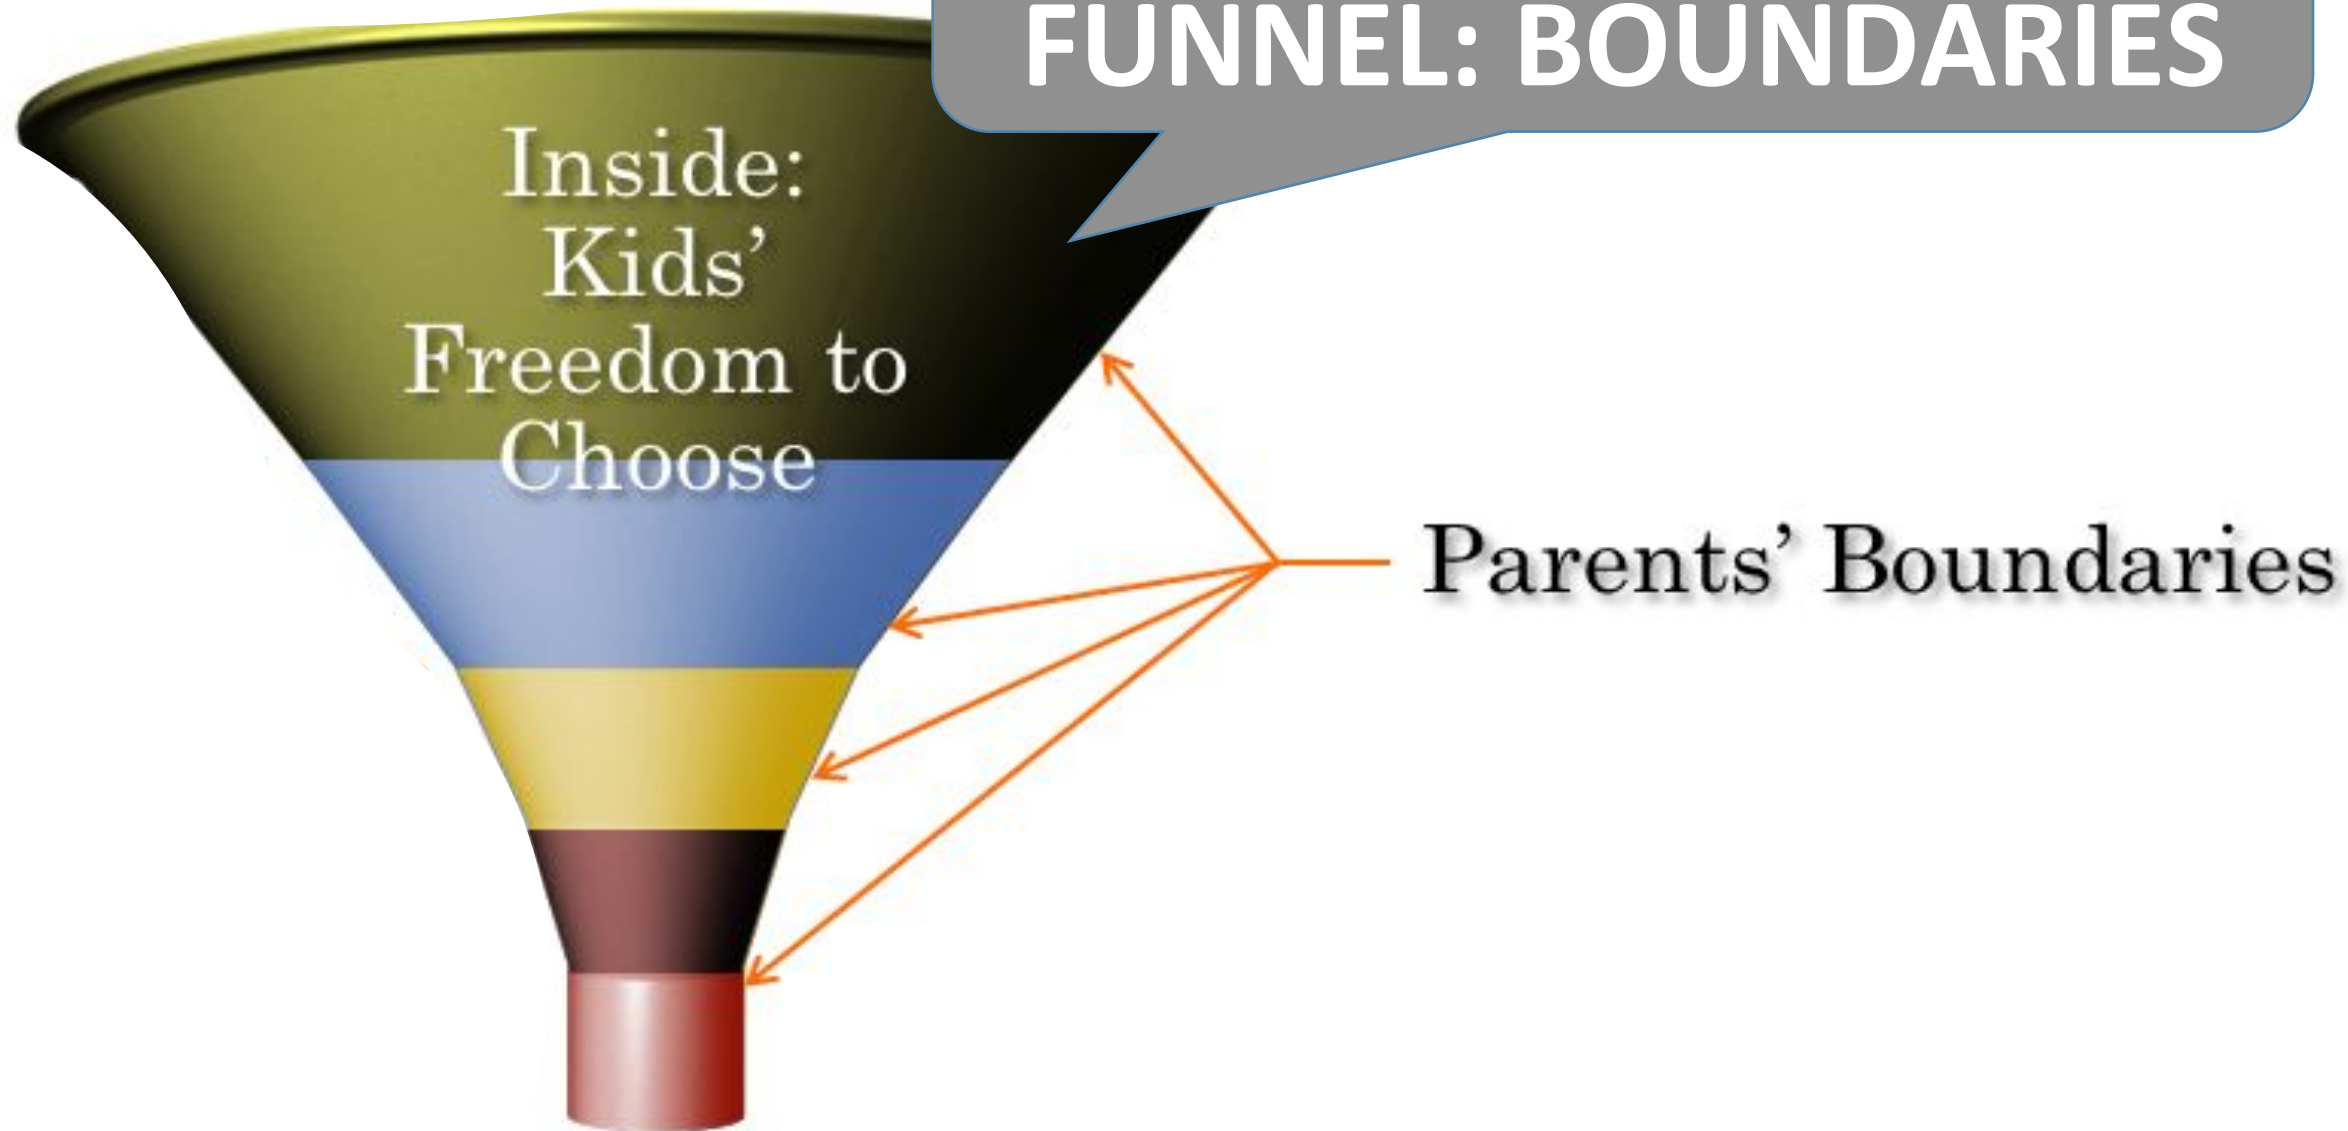 FUNNEL: BOUNDARIES
Inside:
Kids’
Freedom to
Choose
Parents’ Boundaries